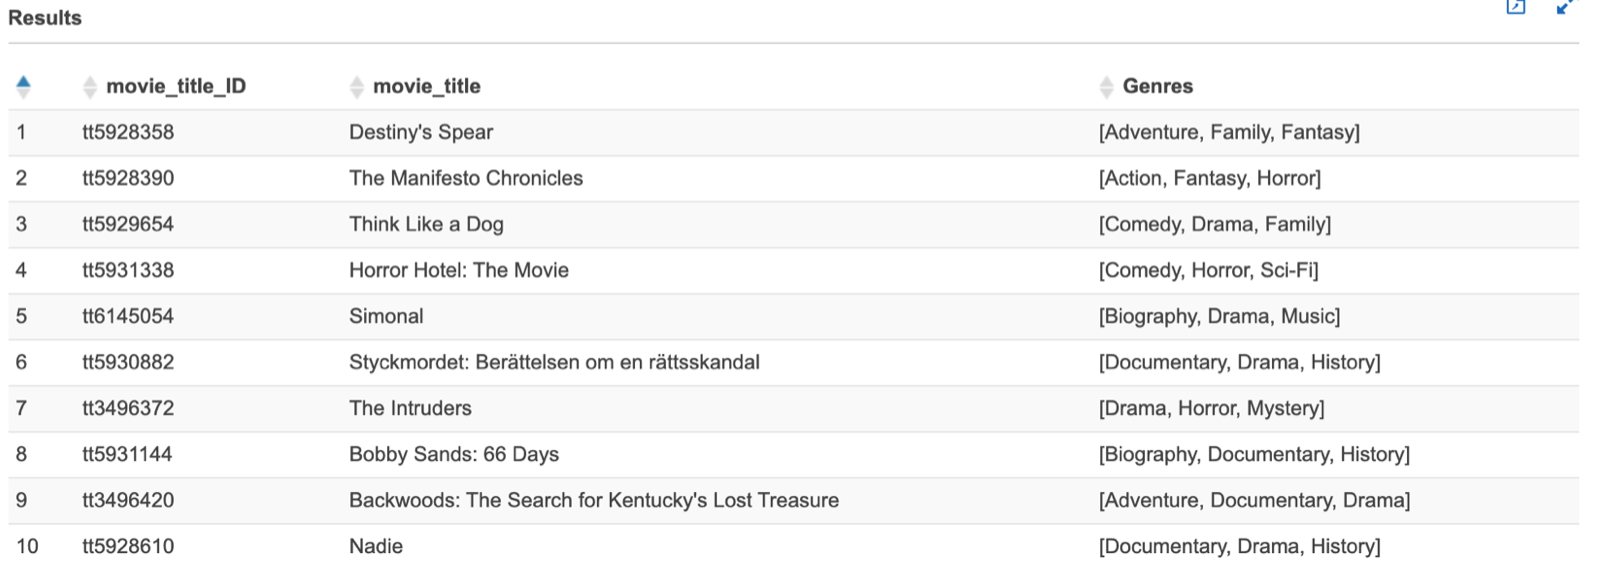 Results
movie_title_ID movie_title Genres
1 tt5928358 Destiny's Spear [Adventure, Family, Fantasy]
2 tt5928390 The Manifesto Chronicles [Action, Fantasy, Horror]
3 tt5929654 Think Like a Dog [Comedy, Drama, Family]
4 tt5931338 Horror Hotel: The Movie [Comedy, Horror, Sci-Fi]
5 tt6145054 Simonal [Biography, Drama, Music]
6 tt5930882 Styckmordet: Berättelsen om en rättsskandal [Documentary, Drama, History]
7 tt3496372 The Intruders [Drama, Horror, Mystery]
8 tt5931144 Bobby Sands: 66 Days [Biography, Documentary, History]
9 tt3496420 Backwoods: The Search for Kentucky's Lost Treasure [Adventure, Documentary, Drama]
10 tt5928610 Nadie [Documentary, Drama, History]